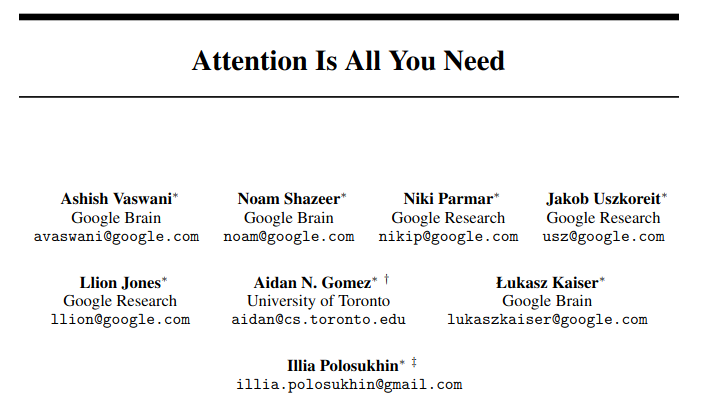 Attention Is All You Need
Ashish Vaswani* Noam Shazeer* Niki Parmar* Jakob Uszkoreit*
Google Brain Google Brain Google Research Google Research
avaswani@google.com noam@google.com nikip@google.com usz@google.com
Llion Jones* Aidan N. Gomez* † Łukasz Kaiser*
Google Research University of Toronto Google Brain
llion@google.com aidan@cs.toronto.edu lukaszkaiser@google.com
Illia Polosukhin* ‡
illia.polosukhin@gmail.com